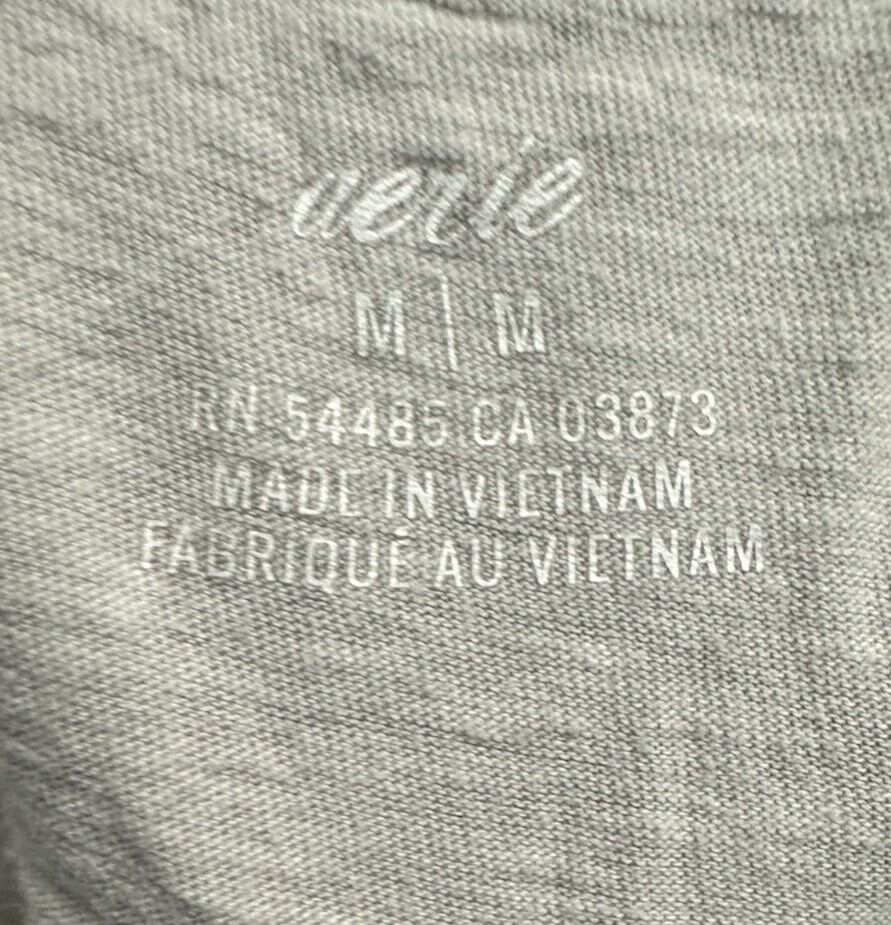 aerie
M | M
RN 54485 CA 03873
MADE IN VIETNAM
FABRIQUÉ AU VIETNAM